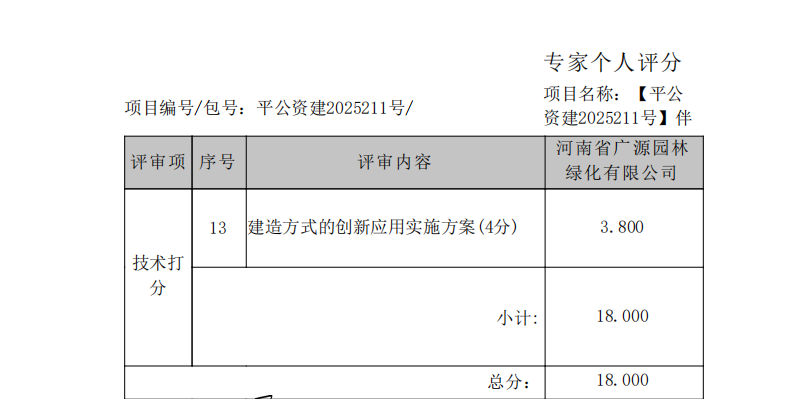 专家个人评分
项目编号/包号：平公资建2025211号/
项目名称：【平公
资建2025211号】伴
评审项 序号 评审内容 河南省广源园林
绿化有限公司
技术打
分
13 建造方式的创新应用实施方案(4分) 3.800
小计: 18.000
总分： 18.000